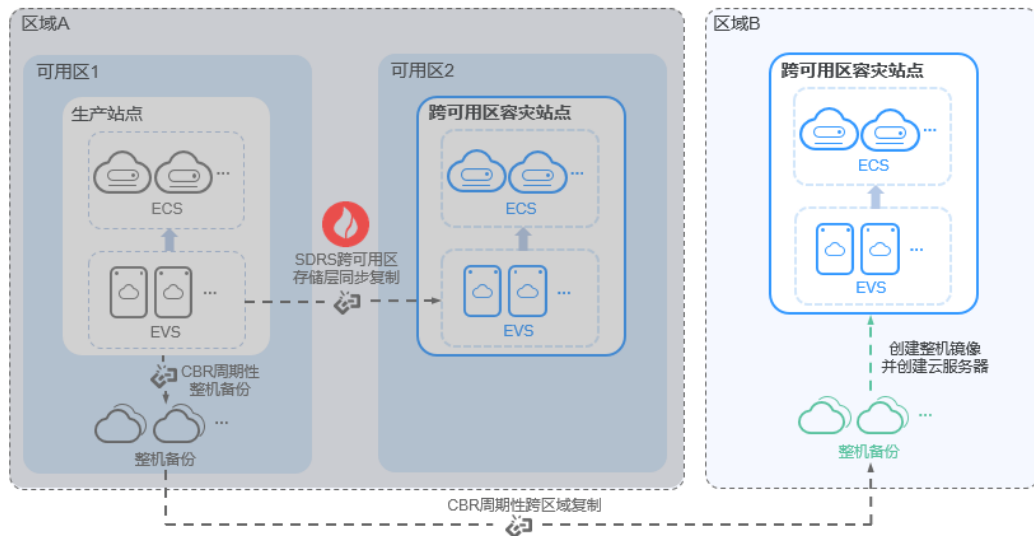 区域A
可用区1
生产站点
ECS
...
EVS
...
CBR周期性
整机备份
...
整机备份
SDRS跨可用区
存储层同步复制
可用区2
跨可用区容灾站点
...
ECS
...
EVS
CBR周期性跨区域复制
区域B
跨可用区容灾站点
...
ECS
...
EVS
创建整机镜像
并创建云服务器
...
整机备份